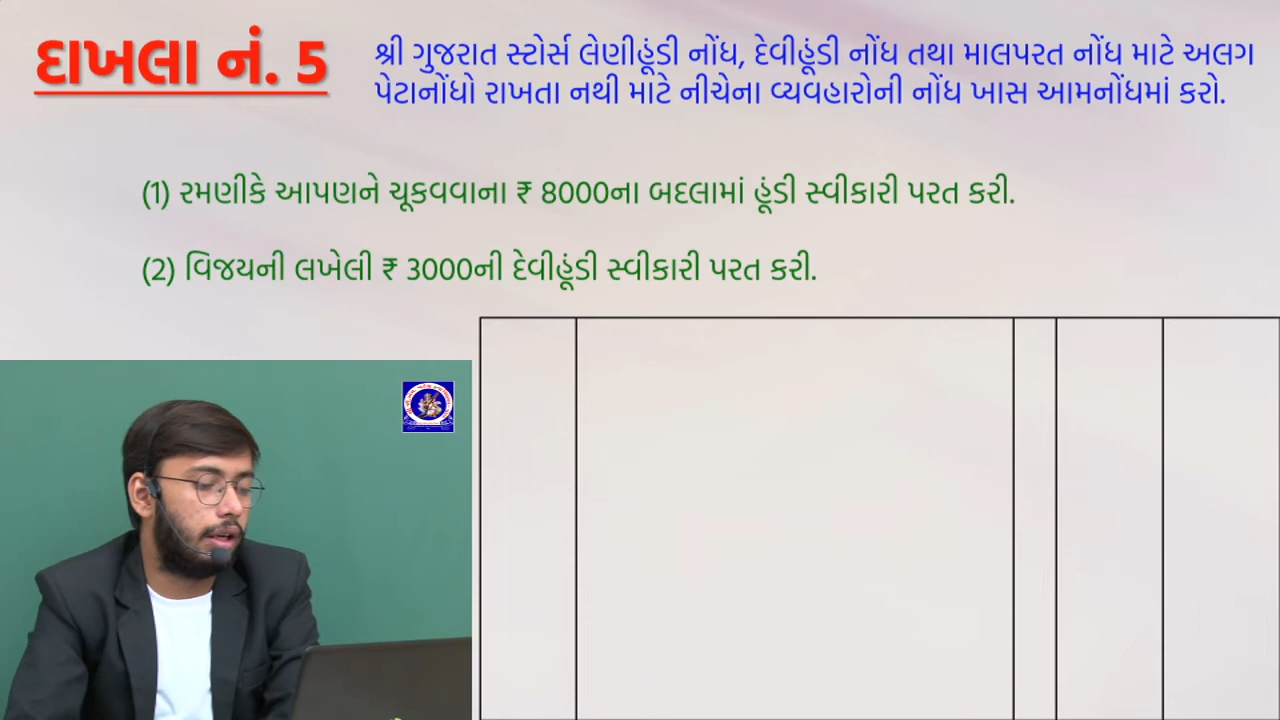 દાખલા નં. 5
શ્રી ગુજરાત સ્ટોર્સ લેણીહૂંડી નોંધ, દેવીહૂંડી નોંધ તથા માલપરત નોંધ માટે અલગ
પેટાનોંધો રાખતા નથી માટે નીચેના વ્યવહારોની નોંધ ખાસ આમનોંધમાં કરો.
(1) રમણીકે આપણને ચૂકવવાના ₹ 8000ના બદલામાં હૂંડી સ્વીકારી પરત કરી.
(2) વિજયની લખેલી ₹ 3000ની દેવીહૂંડી સ્વીકારી પરત કરી.